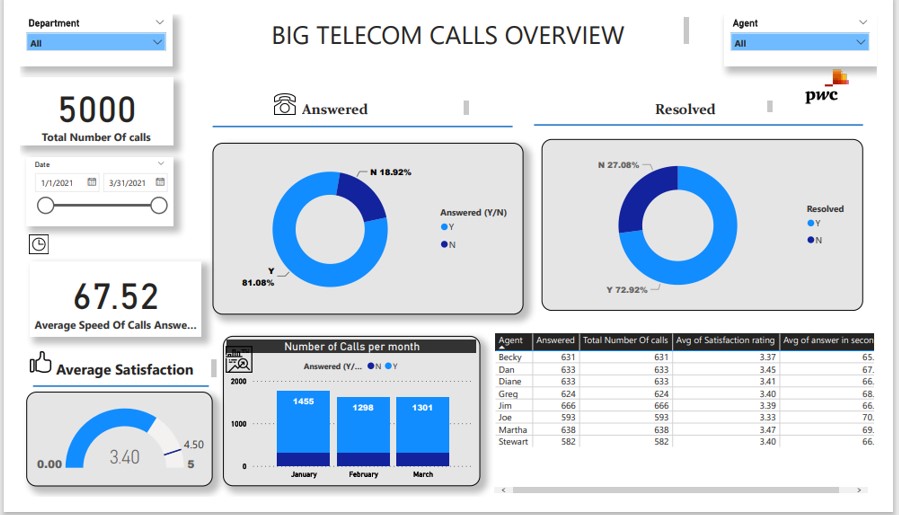 BIG TELECOM CALLS OVERVIEW
Department
All
Agent
All
pwc
5000
Total Number Of calls
Date
1/1/2021 3/31/2021
67.52
Average Speed Of Calls Answe...
Average Satisfaction
0.00
3.40
4.50
5
Answered
N 18.92%
Y
81.08%
Answered (Y/N)
Y
N
Resolved
N 27.08%
Y 72.92%
Resolved
Y
N
Number of Calls per month
Answered (Y/... N Y
2000
1000
0
1455 1298 1301
January February March
Agent Answered Total Number Of calls Avg of Satisfaction rating Avg of answer in secon
Becky 631 631 3.37 65.
Dan 633 633 3.45 67.
Diane 633 633 3.41 66.
Greg 624 624 3.40 68.
Jim 666 666 3.39 66.
Joe 593 593 3.33 70.
Martha 638 638 3.47 69.
Stewart 582 582 3.40 66.